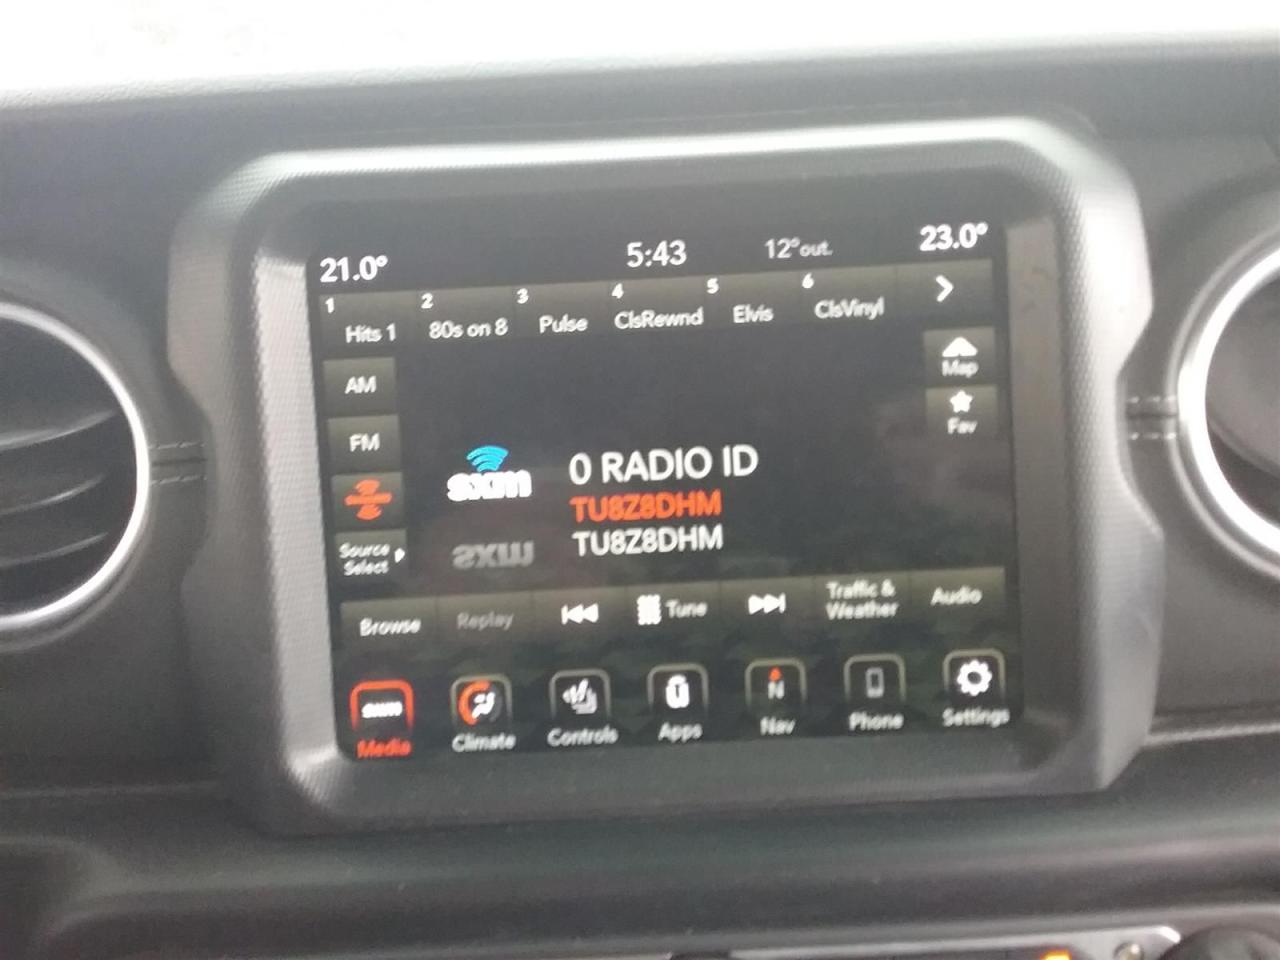 21.0° 5:43 12°out. 23.0°
1 2 3 4 5 6
Hits 1 80s on 8 Pulse ClsRewnd Elvis ClsVinyl
AM
Map
FM
Fav
sxm
0 RADIO ID
TU8Z8DHM
TU8Z8DHM
Source
Select
Browse Replay Tune Traffic &
Weather Audio
sxm N
Media Climate Controls Apps Nav Phone Settings